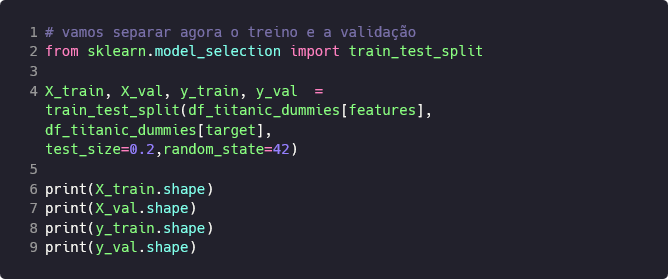 1 # vamos separar agora o treino e a validação
2 from sklearn.model_selection import train_test_split
3
4 X_train, X_val, y_train, y_val  =
train_test_split(df_titanic_dummies[features],
df_titanic_dummies[target],
test_size=0.2,random_state=42)
5
6 print(X_train.shape)
7 print(X_val.shape)
8 print(y_train.shape)
9 print(y_val.shape)